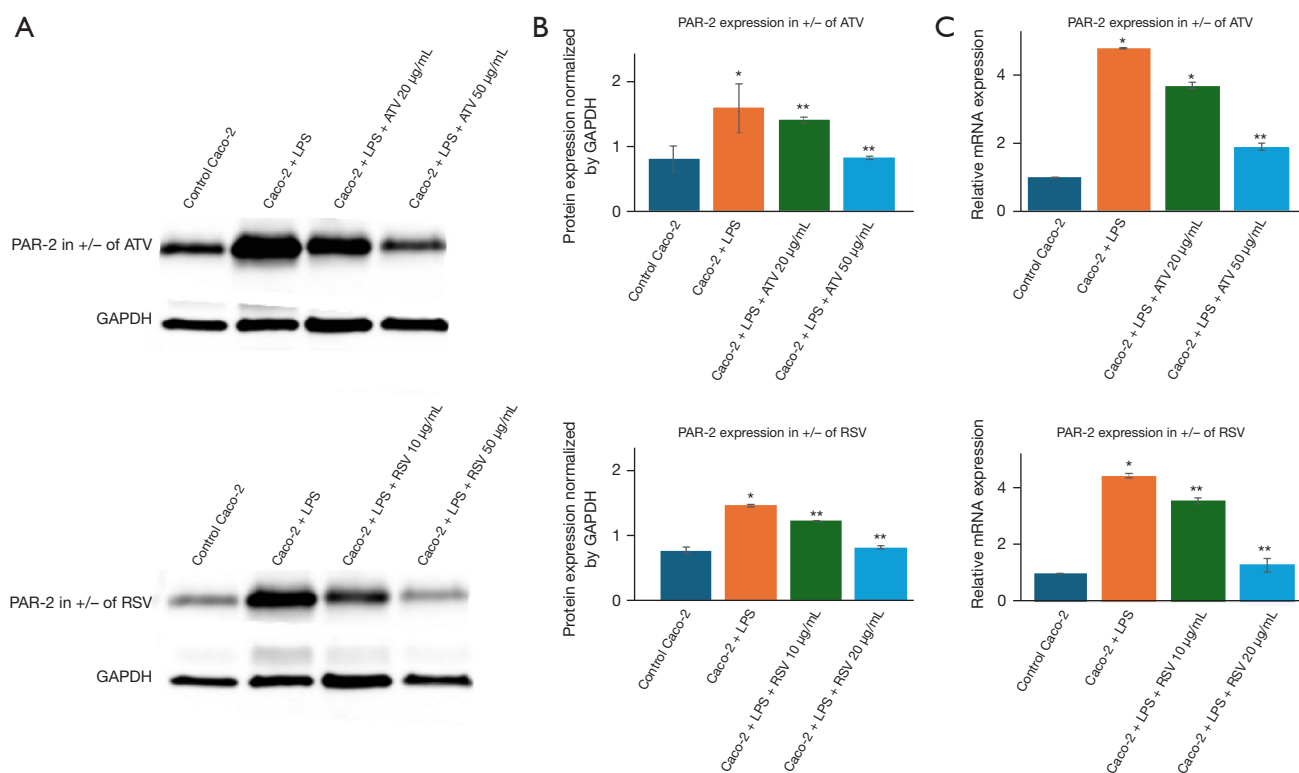 A
Control Caco-2
Caco-2 + LPS
Caco-2 + LPS + ATV 20 µg/mL
Caco-2 + LPS + ATV 50 µg/mL
PAR-2 in +/– of ATV
GAPDH
Control Caco-2
Caco-2 + LPS
Caco-2 + LPS + RSV 10 µg/mL
Caco-2 + LPS + RSV 50 µg/mL
PAR-2 in +/– of RSV
GAPDH
B
PAR-2 expression in +/– of ATV
Protein expression normalized
by GAPDH
2
1
0
*
**
**
Control Caco-2
Caco-2 + LPS
Caco-2 + LPS + ATV 20 µg/mL
Caco-2 + LPS + ATV 50 µg/mL
PAR-2 expression in +/– of RSV
Protein expression normalized
by GAPDH
2
1
0
*
**
**
Control Caco-2
Caco-2 + LPS
Caco-2 + LPS + RSV 10 µg/mL
Caco-2 + LPS + RSV 20 µg/mL
C
PAR-2 expression in +/– of ATV
Relative mRNA expression
4
2
0
*
*
**
Control Caco-2
Caco-2 + LPS
Caco-2 + LPS + ATV 20 µg/mL
Caco-2 + LPS + ATV 50 µg/mL
PAR-2 expression in +/– of RSV
Relative mRNA expression
4
2
0
*
**
**
Control Caco-2
Caco-2 + LPS
Caco-2 + LPS + RSV 10 µg/mL
Caco-2 + LPS + RSV 20 µg/mL